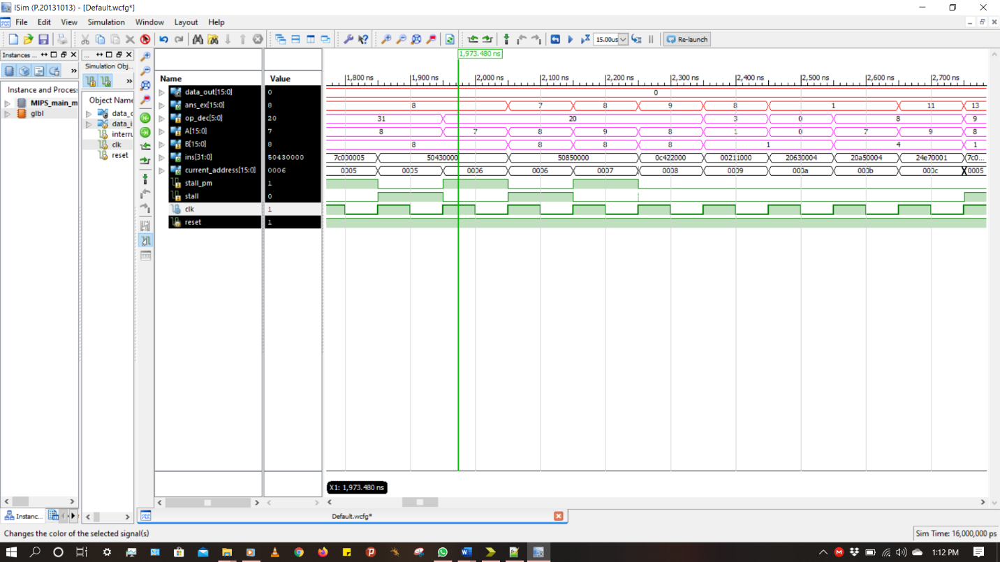 ISim (P.20131013) - [Default.wcfg*]
File Edit View Simulation Window Layout Help
15.00us Re-launch
Instances ... ...
Simulation Obj...
Instance and Process
MIPS_main_m
glbl
Object Name
data_o
data_i
interru
clk
reset
1,973.480 ns
Name Value
1,800 ns 1,900 ns 2,000 ns 2,100 ns 2,200 ns 2,300 ns 2,400 ns 2,500 ns 2,600 ns 2,700 ns
data_out[15:0] 0 0
ans_ex[15:0] 8 8 7 8 9 8 1 11 13
op_dec[5:0] 20 31 20 3 0 8 9
A[15:0] 7 8 7 8 9 8 1 0 7 9 8
B[15:0] 8 8 8 8 8 1 4 1
ins[31:0] 50430000 7c000005 50430000 50850000 0c422000 00211000 20630004 20a50004 24e70001 7c0...
current_address[15:0] 0006 0005 0005 0006 0006 0007 0008 0009 000a 000b 000c 0005
stall_pm 1
stall 0
clk 1
reset 1
X1: 1,973.480 ns
Instanc...
Default.wcfg*
Changes the color of the selected signal(s)
Sim Time: 16,000,000 ps
1:12 PM